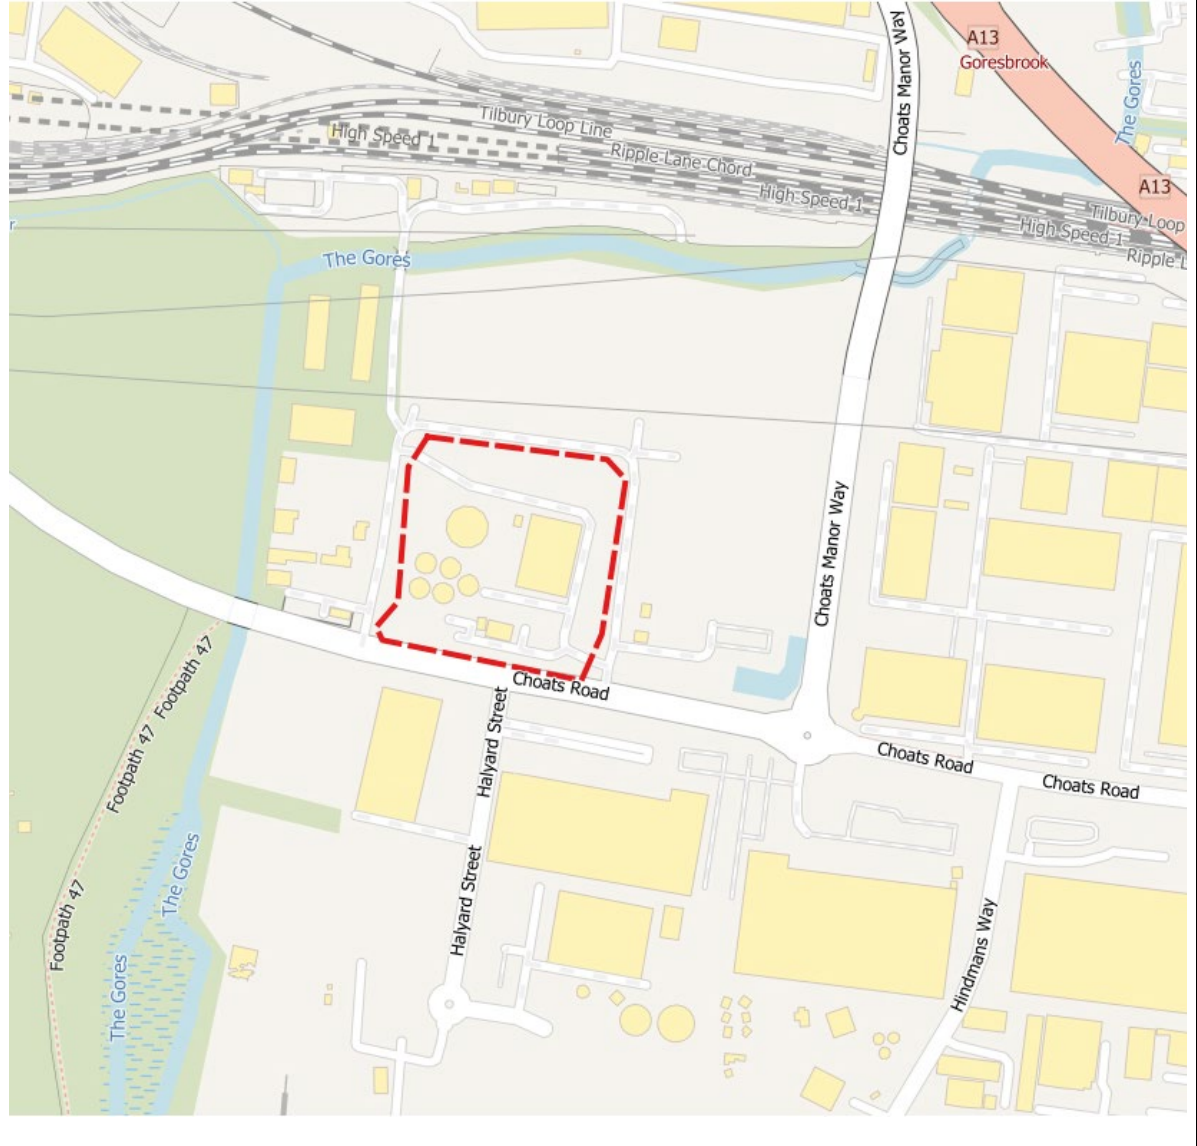 Choats Manor Way
A13
Goresbrook
The Gores
Tilbury Loop Line
High Speed 1
Ripple Lane Chord
High Speed 1
A13
Tilbury Loop
High Speed 1
Ripple L
r
The Gores
Choats Manor Way
Footpath 47
Footpath 47
Footpath 47
Choats Road
Halyard Street
Choats Road
Choats Road
Halyard Street
The Gores
The Gores
Hindmans Way